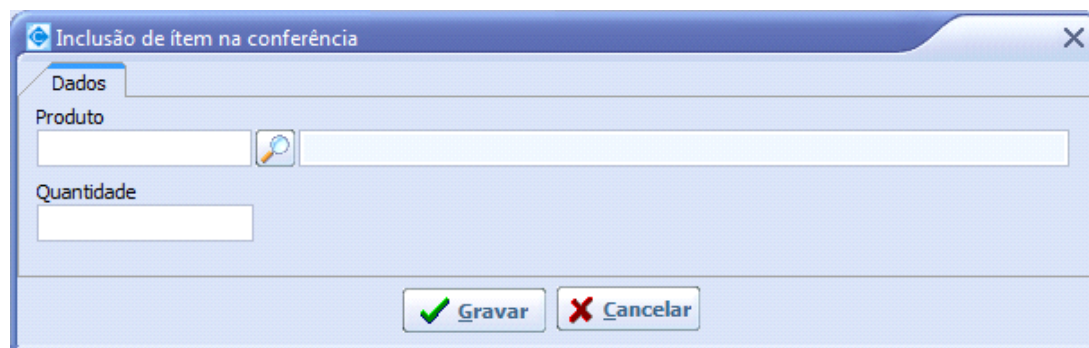 Inclusão de ítem na conferência
Dados
Produto
Quantidade
Gravar Cancelar